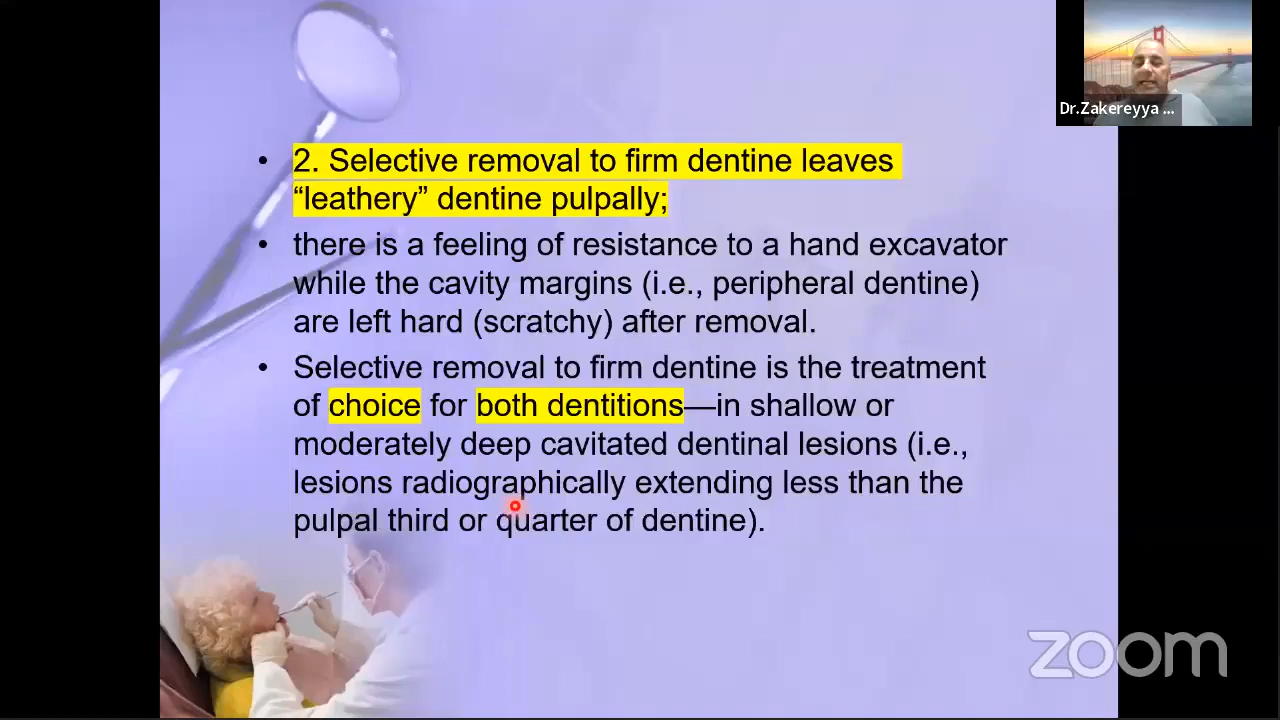 Dr.Zakereyya ...
• 2. Selective removal to firm dentine leaves
“leathery” dentine pulpally;
• there is a feeling of resistance to a hand excavator
while the cavity margins (i.e., peripheral dentine)
are left hard (scratchy) after removal.
• Selective removal to firm dentine is the treatment
of choice for both dentitions—in shallow or
moderately deep cavitated dentinal lesions (i.e.,
lesions radiographically extending less than the
pulpal third or quarter of dentine).
zoom